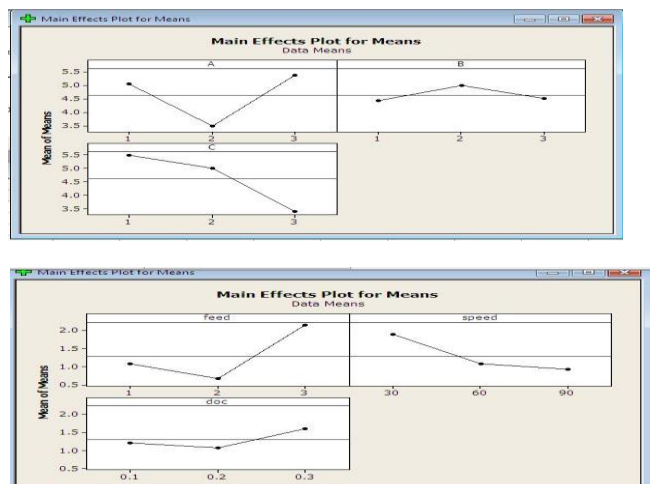 Main Effects Plot for Means
Main Effects Plot for Means
Data Means
A B
5.5
5.0
4.5
4.0
3.5
1 2 3
1 2 3
Mean of Means
C
5.5
5.0
4.5
4.0
3.5
1 2 3
Main Effects Plot for Means
Main Effects Plot for Means
Data Means
feed speed
2.0
1.5
1.0
0.5
1 2 3
30 60 90
Mean of Means
doc
2.0
1.5
1.0
0.5
0.1 0.2 0.3